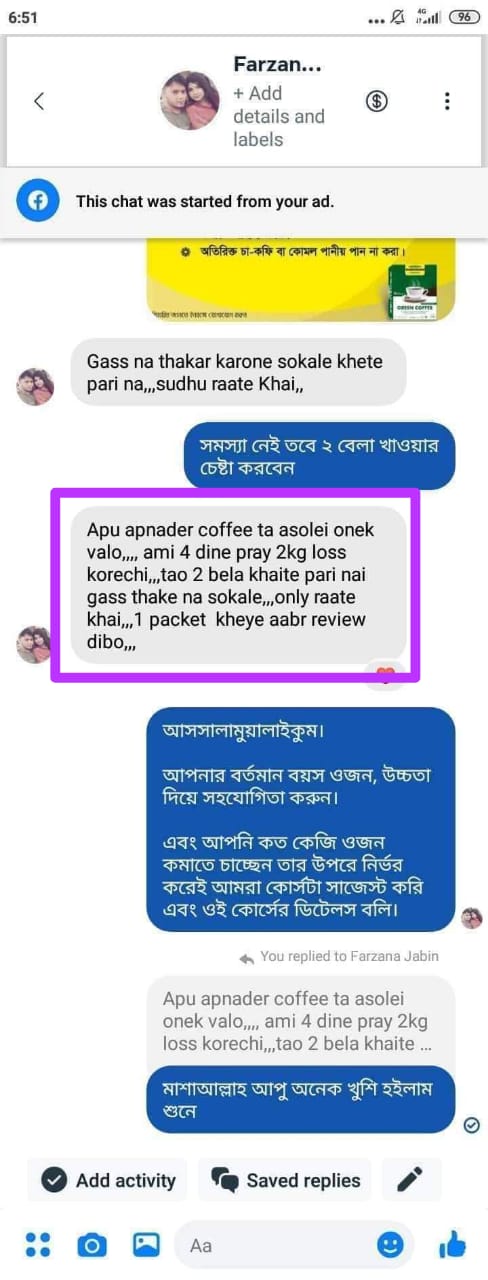 6:51
4G
96
Farzan...
+ Add
details and
labels
This chat was started from your ad.
অতিরিক্ত চা-কফি বা কোমল পানীয় পান না করা।
GREEN COFFEE
Gass na thakar karone sokale khete
pari na,,,sudhu raate Khai,,
সমস্যা নেই তবে ২ বেলা খাওয়ার
চেষ্টা করবেন
Apu apnader coffee ta asolei onek
valo,,,, ami 4 dine pray 2kg loss
korechi,,,tao 2 bela khaite pari nai
gass thake na sokale,,,only raate
khai,,,1 packet kheye aabr review
dibo,,,
আসসালামুয়ালাইকুম।
আপনার বর্তমান বয়স ওজন, উচ্চতা
দিয়ে সহযোগিতা করুন।
এবং আপনি কত কেজি ওজন
কমাতে চাচ্ছেন তার উপরে নির্ভর
করেই আমরা কোর্সটা সাজেস্ট করি
এবং ওই কোর্সের ডিটেলস বলি।
You replied to Farzana Jabin
Apu apnader coffee ta asolei
onek valo,,,, ami 4 dine pray 2kg
loss korechi,,,tao 2 bela khaite ...
মাশাআল্লাহ আপু অনেক খুশি হইলাম
শুনে
Add activity
Saved replies
Aa